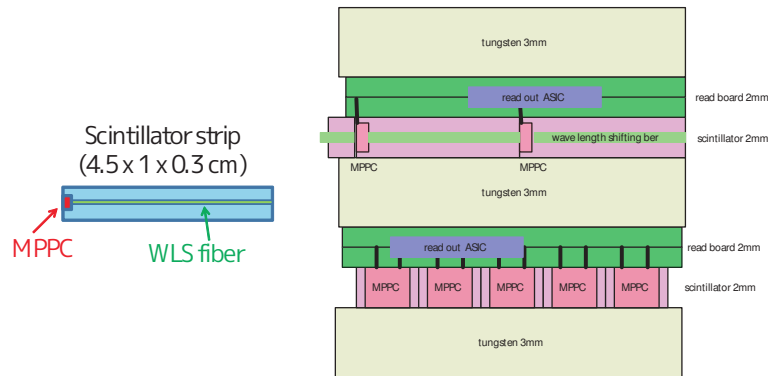 Scintillator strip
(4.5 x 1 x 0.3 cm)
MPPC
WLS fiber
tungsten 3mm
read out ASIC
read board 2mm
wave length shifting ber
scintillator 2mm
MPPC
MPPC
tungsten 3mm
read out ASIC
read board 2mm
MPPC
MPPC
MPPC
MPPC
MPPC
scintillator 2mm
tungsten 3mm